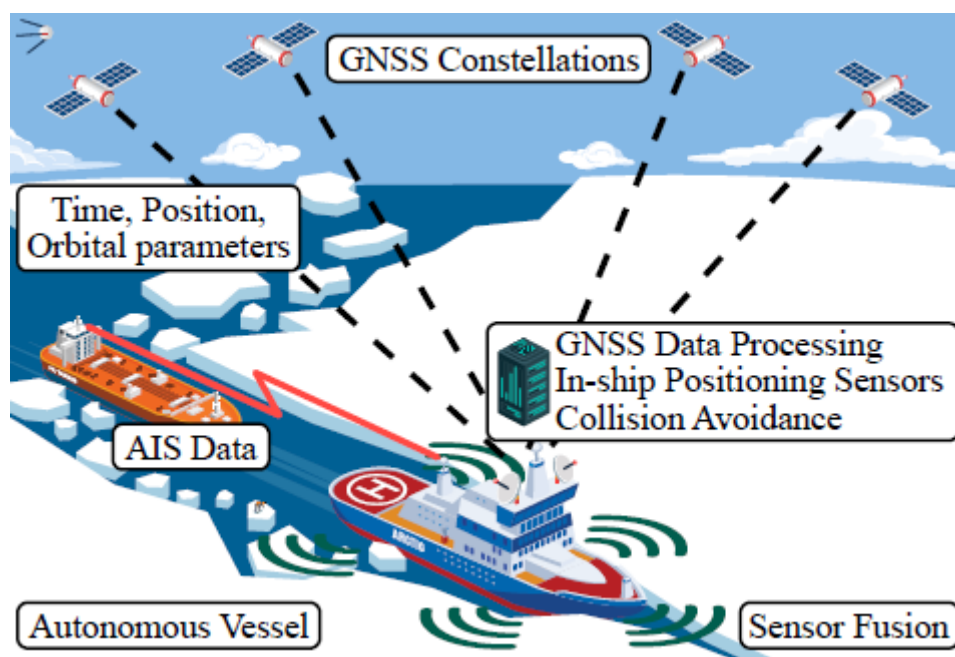 GNSS Constellations
Time, Position,
Orbital parameters
GNSS Data Processing
In-ship Positioning Sensors
Collision Avoidance
AIS Data
H
ARCTIC
Autonomous Vessel
Sensor Fusion